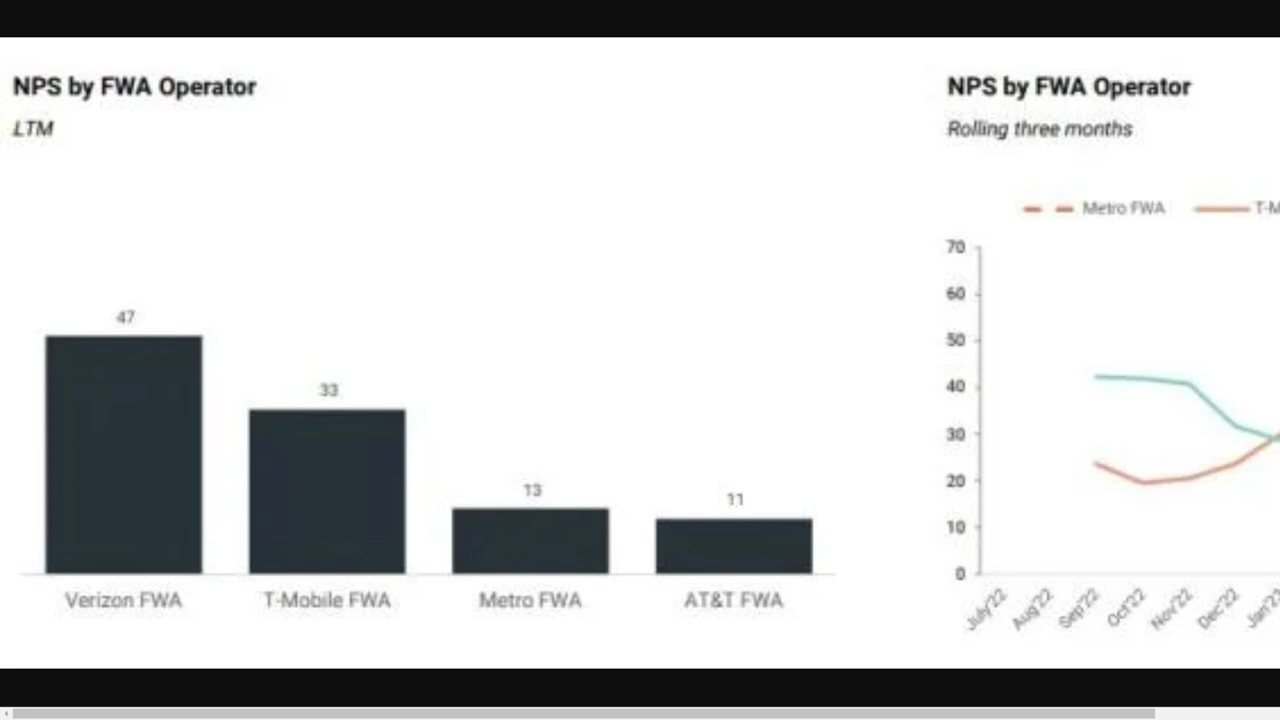 NPS by FWA Operator
LTM
47
33
13
11
Verizon FWA
T-Mobile FWA
Metro FWA
AT&T FWA
NPS by FWA Operator
Rolling three months
Metro FWA
T-M
70
60
50
40
30
20
10
0
July'22
Aug'22
Sep'22
Oct'22
Nov'22
Dec'22
Jan'23